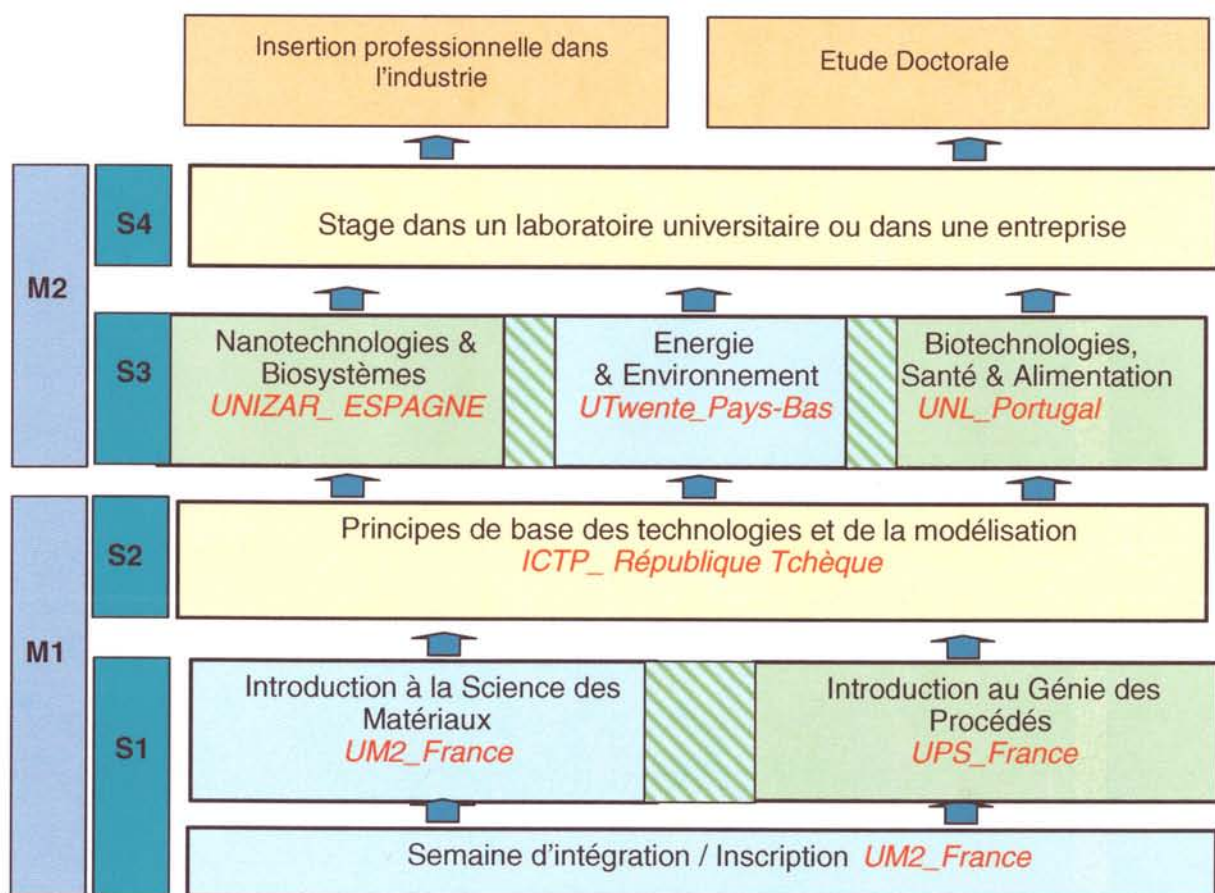 Insertion professionnelle dans
l'industrie
Etude Doctorale
M2
S4
Stage dans un laboratoire universitaire ou dans une entreprise
S3
Nanotechnologies &
Biosystèmes
UNIZAR_ ESPAGNE
Energie
& Environnement
UTwente_Pays-Bas
Biotechnologies,
Santé & Alimentation
UNL_Portugal
M1
S2
Principes de base des technologies et de la modélisation
ICTP_ République Tchèque
S1
Introduction à la Science des
Matériaux
UM2_France
Introduction au Génie des
Procédés
UPS_France
Semaine d'intégration / Inscription UM2_France